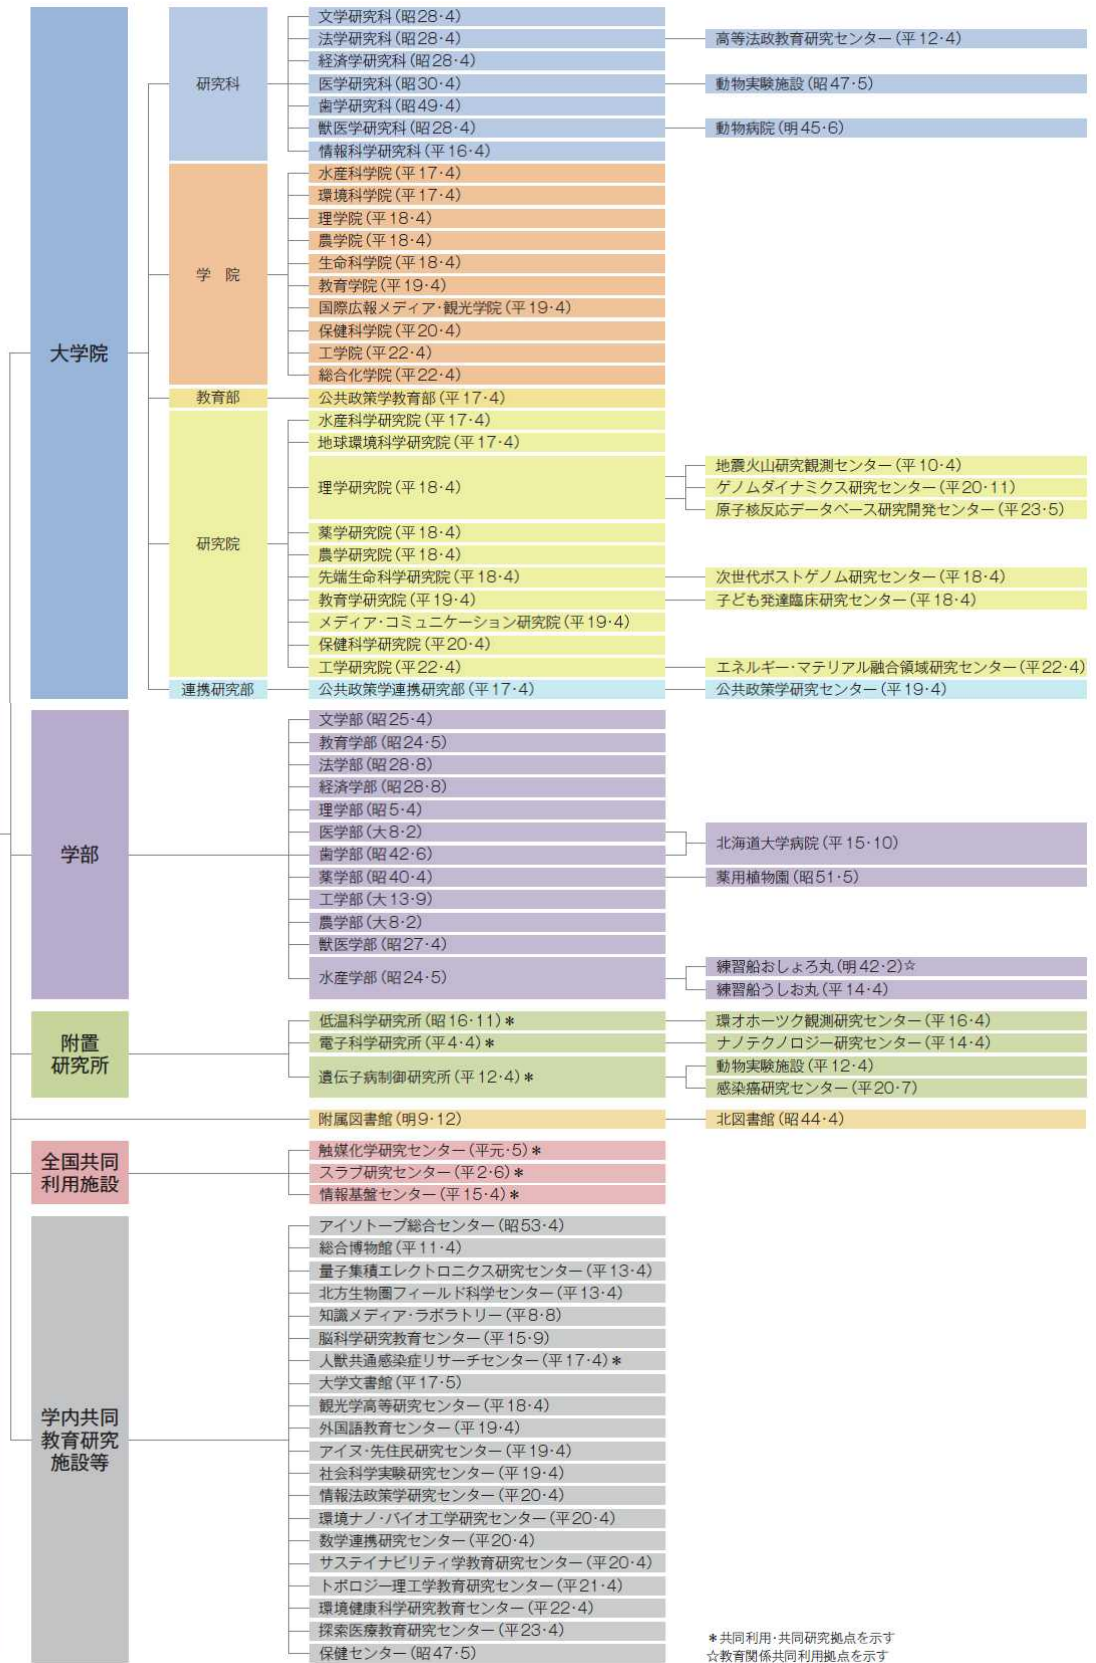 大学院
研究科
文学研究科(昭28・4)
法学研究科(昭28・4)
高等法政教育研究センター(平12・4)
経済学研究科(昭28・4)
医学研究科(昭30・4)
動物実験施設(昭47・5)
歯学研究科(昭49・4)
獣医学研究科(昭28・4)
動物病院(明45・6)
情報科学研究科(平16・4)
学 院
水産科学院(平17・4)
環境科学院(平17・4)
理学院(平18・4)
農学院(平18・4)
生命科学院(平18・4)
教育学院(平19・4)
国際広報メディア・観光学院(平19・4)
保健科学院(平20・4)
工学院(平22・4)
総合化学院(平22・4)
教育部
公共政策学教育部(平17・4)
研究院
水産科学研究院(平17・4)
地球環境科学研究院(平17・4)
理学研究院(平18・4)
地震火山研究観測センター(平10・4)
ゲノムダイナミクス研究センター(平20・11)
原子核反応データベース研究開発センター(平23・5)
薬学研究院(平18・4)
農学研究院(平18・4)
先端生命科学研究院(平18・4)
次世代ポストゲノム研究センター(平18・4)
教育学研究院(平19・4)
子ども発達臨床研究センター(平18・4)
メディア・コミュニケーション研究院(平19・4)
保健科学研究院(平20・4)
工学研究院(平22・4)
エネルギー・マテリアル融合領域研究センター(平22・4)
連携研究部
公共政策学連携研究部(平17・4)
公共政策学研究センター(平19・4)
学部
文学部(昭25・4)
教育学部(昭24・5)
法学部(昭28・8)
経済学部(昭28・8)
理学部(昭5・4)
医学部(大8・2)
歯学部(昭42・6)
北海道大学病院(平15・10)
薬学部(昭40・4)
薬用植物園(昭51・5)
工学部(大13・9)
農学部(大8・2)
獣医学部(昭27・4)
水産学部(昭24・5)
練習船おしょろ丸(明42・2)☆
練習船うしお丸(平14・4)
附置
研究所
低温科学研究所(昭16・11)＊
環オホーツク観測研究センター(平16・4)
電子科学研究所(平4・4)＊
ナノテクノロジー研究センター(平14・4)
遺伝子病制御研究所(平12・4)＊
動物実験施設(平12・4)
感染癌研究センター(平20・7)
附属図書館(明9・12)
北図書館(昭44・4)
全国共同
利用施設
触媒化学研究センター(平元・5)＊
スラブ研究センター(平2・6)＊
情報基盤センター(平15・4)＊
学内共同
教育研究
施設等
アイソトープ総合センター(昭53・4)
総合博物館(平11・4)
量子集積エレクトロニクス研究センター(平13・4)
北方生物圏フィールド科学センター(平13・4)
知識メディア・ラボラトリー(平8・8)
脳科学研究教育センター(平15・9)
人獣共通感染症リサーチセンター(平17・4)＊
大学文書館(平17・5)
観光学高等研究センター(平18・4)
外国語教育センター(平19・4)
アイヌ・先住民研究センター(平19・4)
社会科学実験研究センター(平19・4)
情報法政策学研究センター(平20・4)
環境ナノ・バイオ工学研究センター(平20・4)
数学連携研究センター(平20・4)
サステイナビリティ学教育研究センター(平20・4)
トポロジー理工学教育研究センター(平21・4)
環境健康科学研究教育センター(平22・4)
探索医療教育研究センター(平23・4)
保健センター(昭47・5)
＊共同利用・共同研究拠点を示す
☆教育関係共同利用拠点を示す